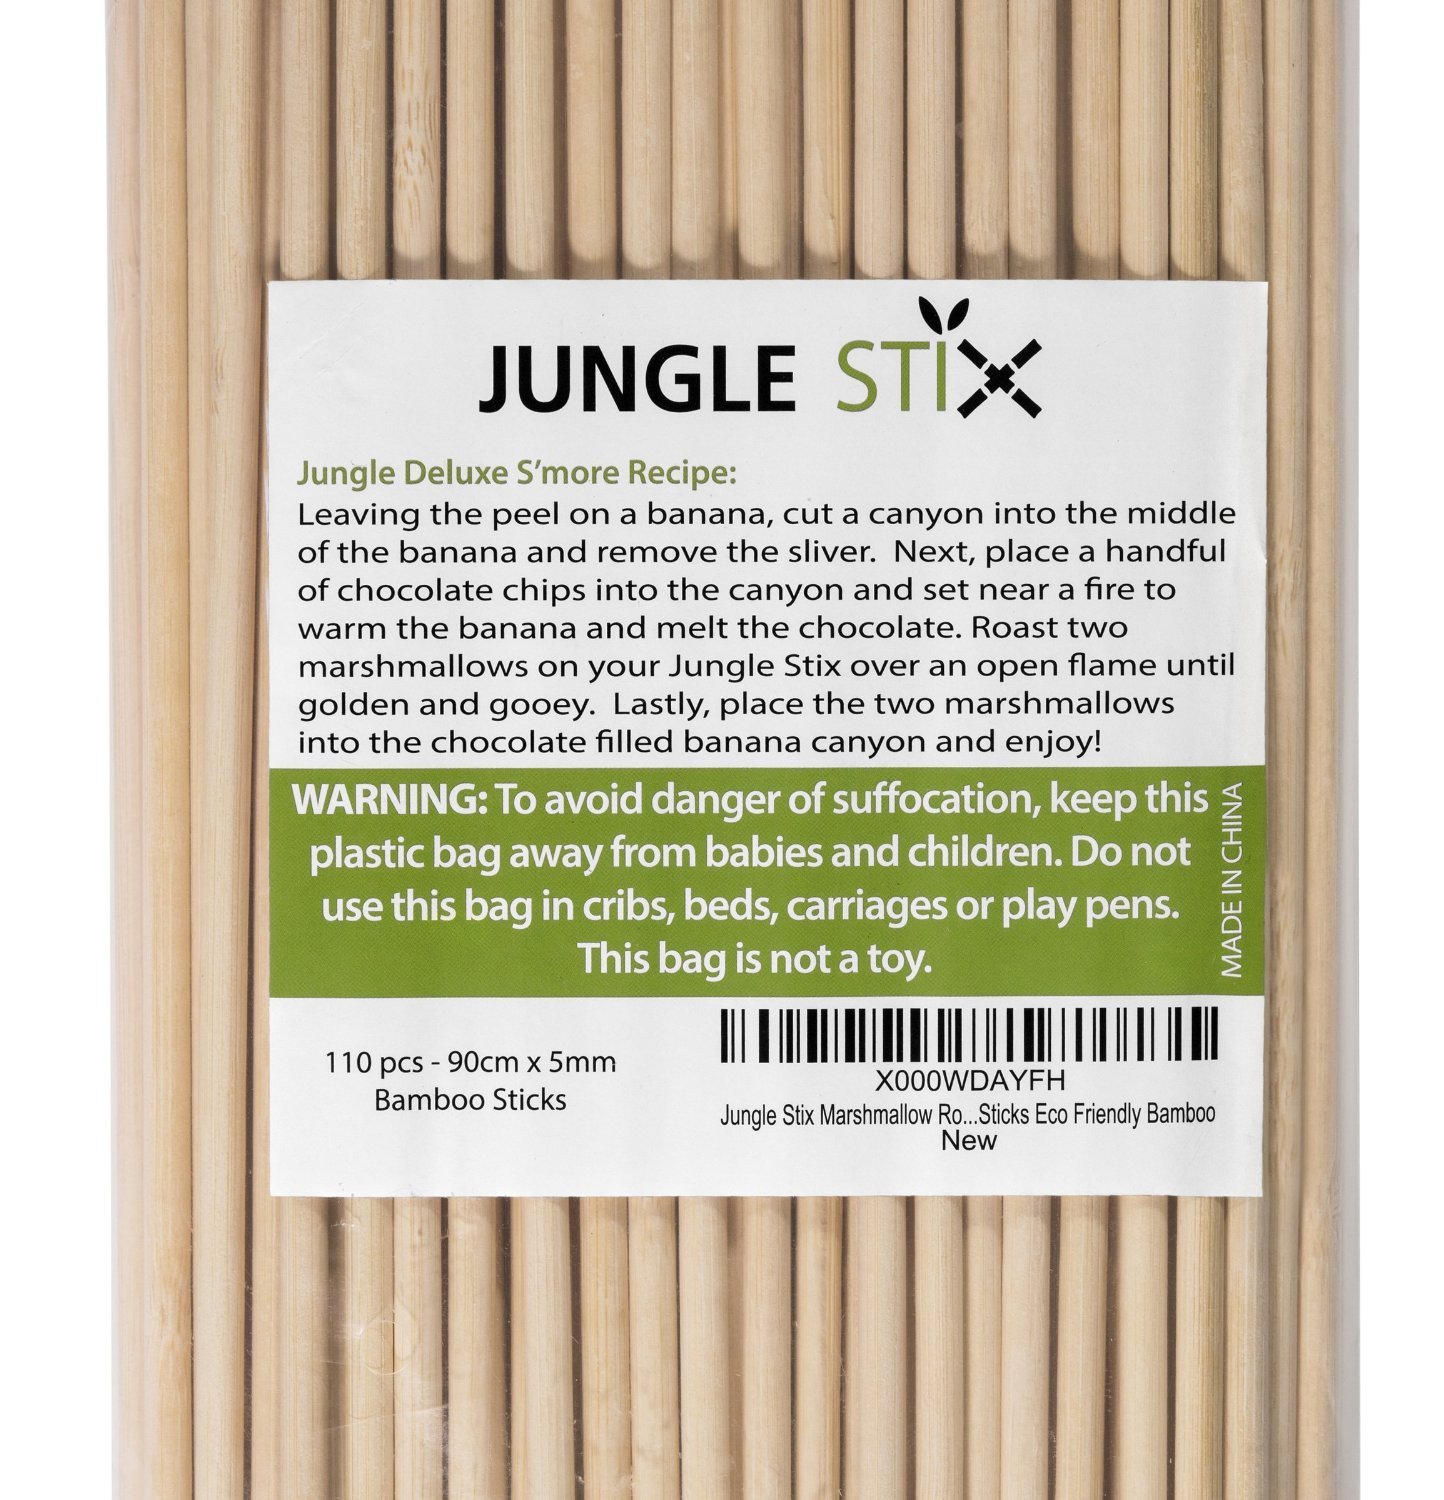 JUNGLE STIX
Jungle Deluxe S’more Recipe:
Leaving the peel on a banana, cut a canyon into the middle
of the banana and remove the sliver.  Next, place a handful
of chocolate chips into the canyon and set near a fire to
warm the banana and melt the chocolate. Roast two
marshmallows on your Jungle Stix over an open flame until
golden and gooey.  Lastly, place the two marshmallows
into the chocolate filled banana canyon and enjoy!
WARNING: To avoid danger of suffocation, keep this
plastic bag away from babies and children. Do not
use this bag in cribs, beds, carriages or play pens.
This bag is not a toy.
MADE IN CHINA
110 pcs - 90cm x 5mm
Bamboo Sticks
X000WDAYFH
Jungle Stix Marshmallow Ro...Sticks Eco Friendly Bamboo
New